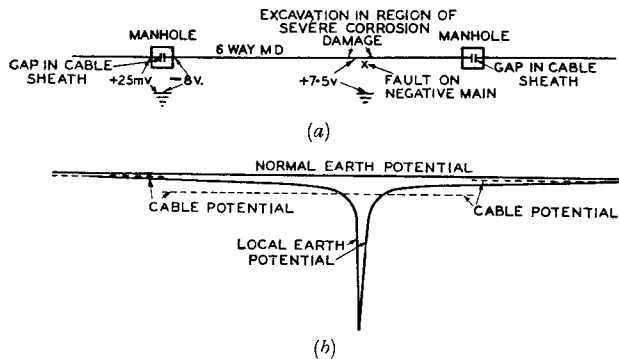 EXCAVATION IN REGION OF
SEVERE CORROSION
DAMAGE
(a)
MANHOLE
6 WAY M D
MANHOLE
GAP IN CABLE
SHEATH
+25mv
-8v.
+7·5v
FAULT ON
NEGATIVE MAIN
GAP IN CABLE
SHEATH
(a)
NORMAL EARTH POTENTIAL
CABLE POTENTIAL
CABLE POTENTIAL
LOCAL EARTH
POTENTIAL
(b)